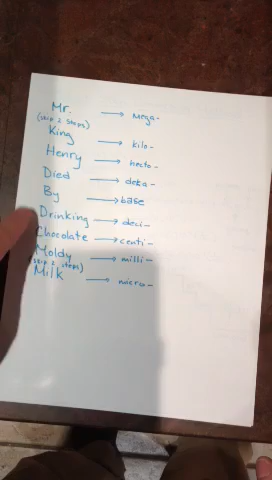 Mr. → mega-
(skip 2 steps)
King → kilo-
Henry → hecto-
Died → deka-
By → base
Drinking → deci-
Chocolate → centi-
Moldy → milli-
(skip 2 steps)
Milk → micro-